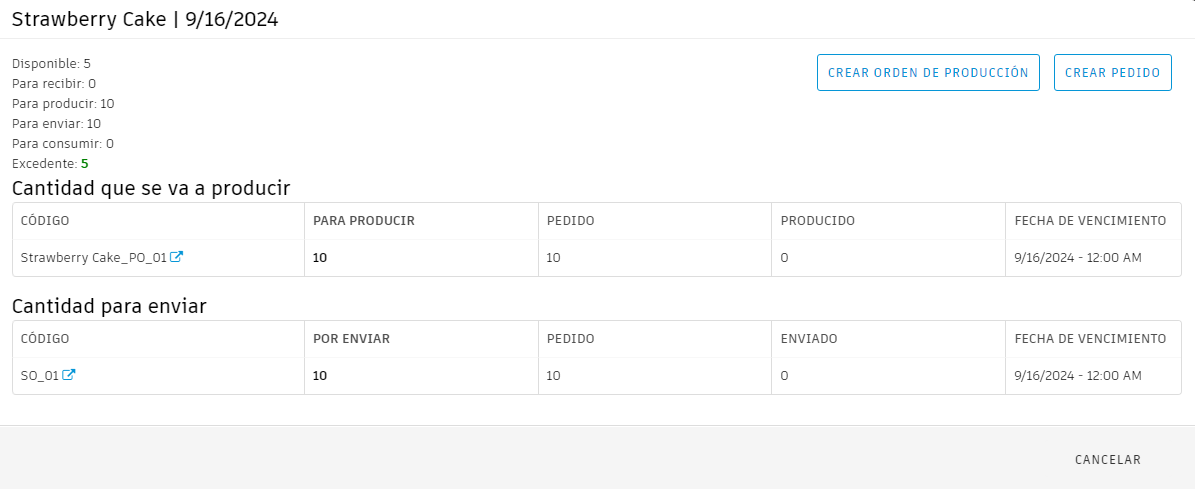 Strawberry Cake | 9/16/2024
Disponible: 5
Para recibir: 0
Para producir: 10
Para enviar: 10
Para consumir: 0
Excedente: 5
CREAR ORDEN DE PRODUCCIÓN
CREAR PEDIDO
Cantidad que se va a producir
CÓDIGO PARA PRODUCIR PEDIDO PRODUCIDO FECHA DE VENCIMIENTO
Strawberry Cake_PO_01 10 10 0 9/16/2024 - 12:00 AM
Cantidad para enviar
CÓDIGO POR ENVIAR PEDIDO ENVIADO FECHA DE VENCIMIENTO
SO_01 10 10 0 9/16/2024 - 12:00 AM
CANCELAR